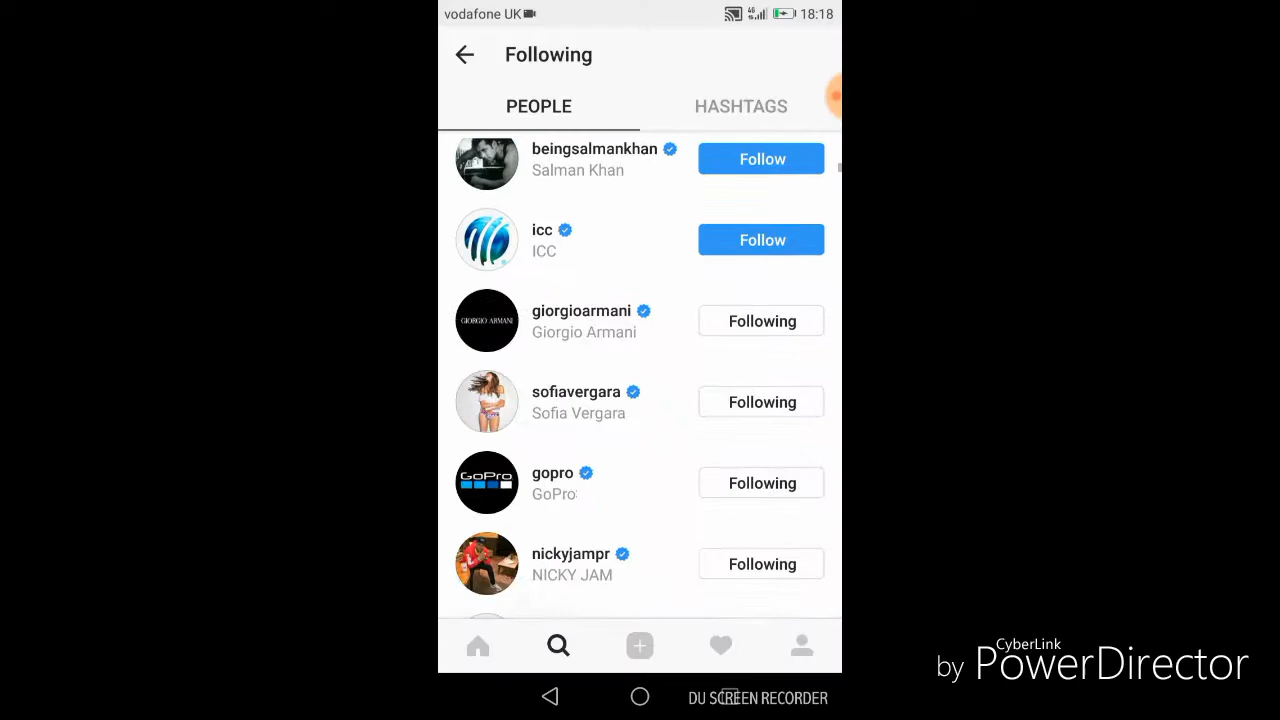 vodafone UK
4G
18:18
Following
PEOPLE
HASHTAGS
beingsalmankhan
Salman Khan
Follow
icc
ICC
Follow
GIORGIO ARMANI
giorgioarmani
Giorgio Armani
Following
sofiavergara
Sofia Vergara
Following
GoPro
gopro
GoPro
Following
nickyjampr
NICKY JAM
Following
CyberLink
by PowerDirector
DU SCREEN RECORDER